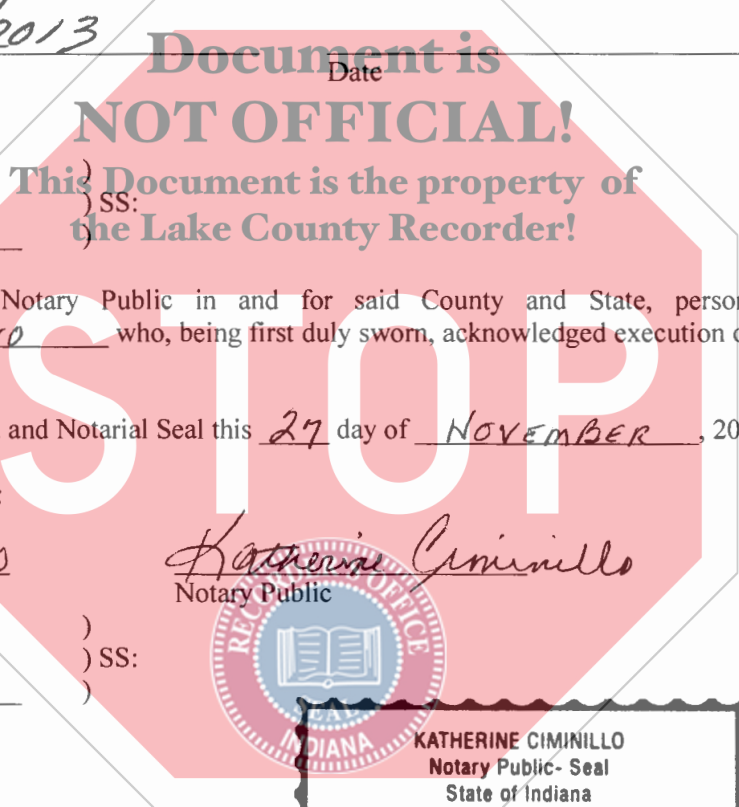 2013
Document is
Date
NOT OFFICIAL!
This Document is the property of
) SS:
the Lake County Recorder!
)
Notary Public in and for said County and State,
who, being first duly sworn, acknowledged execution
and Notarial Seal this 27 day of NOVEMBER, 20
STOP
Katherine Ciminillo
Notary Public
)
) SS:
)
RECORDER'S OFFICE
SEAL
INDIANA
KATHERINE CIMINILLO
Notary Public- Seal
State of Indiana